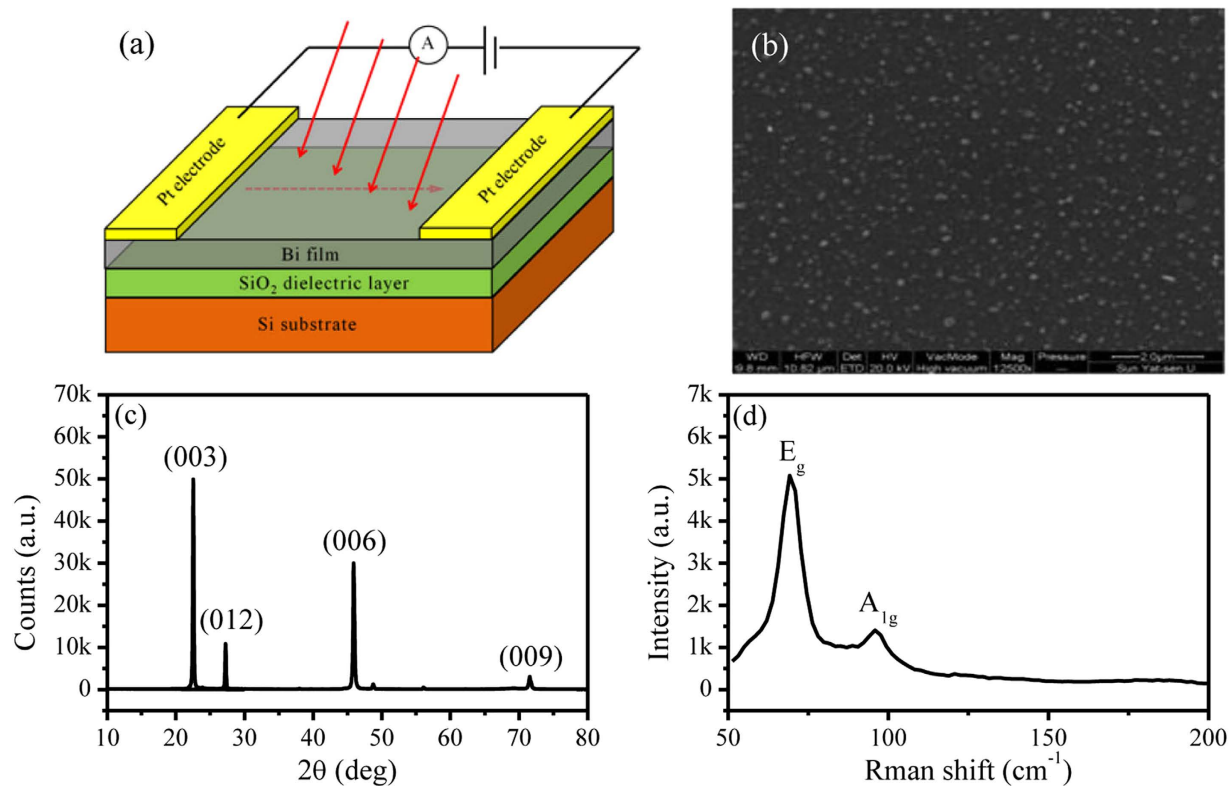 (a)
A
Pt electrode
Pt electrode
Bi film
SiO₂ dielectric layer
Si substrate
(b)
WD HFW Det HV VacMode Mag Pressure 2.0μm
9.8 mm 10.82 μm ETD 20.0 kV High vacuum 12500x --- Sun Yat-sen U
(c)
70k
60k
50k
40k
30k
20k
10k
0
Counts (a.u.)
(003)
(012)
(006)
(009)
10 20 30 40 50 60 70 80
2θ (deg)
(d)
7k
6k
5k
4k
3k
2k
1k
0
Intensity (a.u.)
E_g
A_1g
50 100 150 200
Rman shift (cm⁻¹)